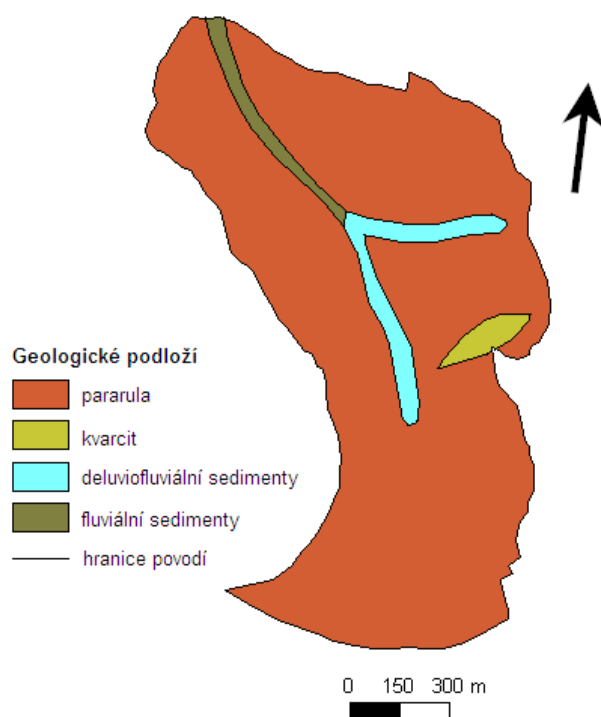 Geologické podloží
pararula
kvarcit
deluviofluviální sedimenty
fluviální sedimenty
hranice povodí
0 150 300 m